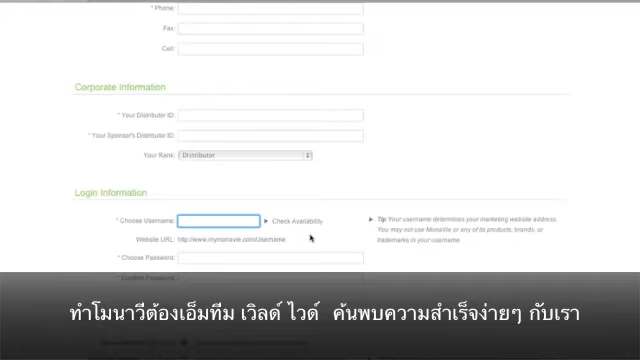 * Phone:
Fax:
Cell:
Corporate Information
* Your Distributor ID:
* Your Sponsor's Distributor ID:
Your Rank: Distributor
Login Information
* Choose Username: Check Availability
Tip Your username determines your marketing website address.
You may not use MonaVie or any of its products, brands, or
trademarks in your username.
Website URL: http://www.mymonavie.com/Username
* Choose Password:
* Confirm Password:
ทำโมนาวีต้องเอ็มทีม เวิลด์ ไวด์ ค้นพบความสำเร็จง่ายๆ กับเรา